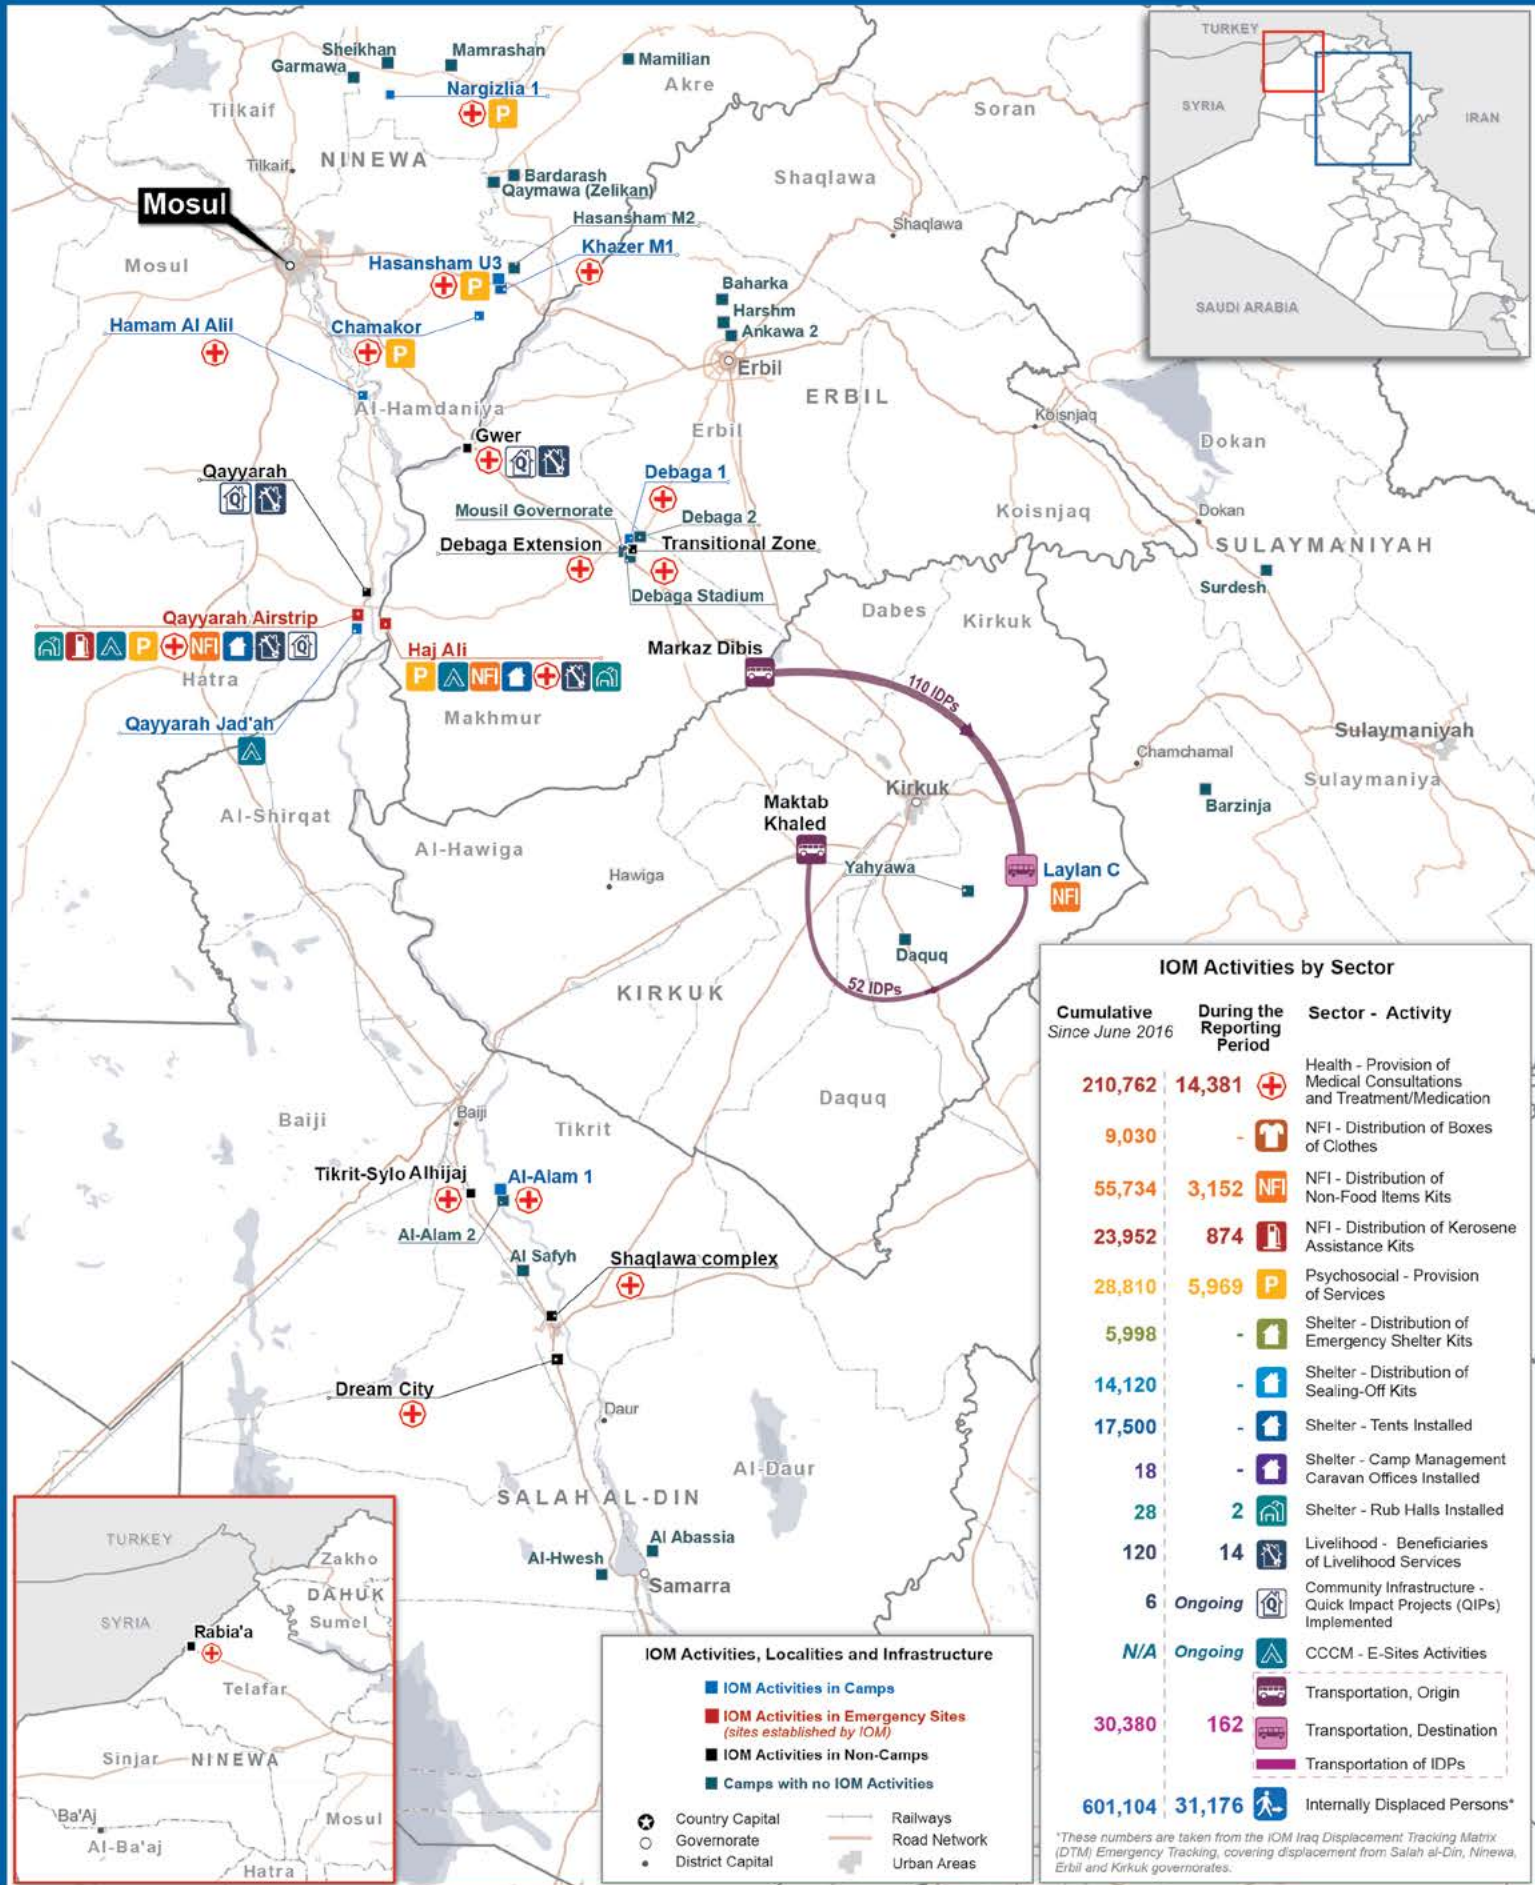 Sheikhan
Garmawa
Mamrashan
Mamilian
Nargizlia 1
P
Akre
Soran
Tilkaif
Tilkaif
NINEWA
Shaqlawa
Bardarash
Qaymawa (Zelikan)
Mosul
Hasansham M2
Shaqlawa
Khazer M1
Mosul
Hasansham U3
P
Baharka
Harshm
Ankawa 2
Hamam Al Alil
Chamakor
P
Erbil
ERBIL
Al-Hamdaniya
Koisnjaq
Erbil
Dokan
Gwer
Q
Qayyarah
Q
Debaga 1
Mousil Governorate
Debaga 2
Koisnjaq
Dokan
Debaga Extension
Transitional Zone
SULAYMANIYAH
Surdesh
Debaga Stadium
Dabes
Kirkuk
Qayyarah Airstrip
P
NFI
Q
Haj Ali
P
NFI
Markaz Dibis
Hatra
110 IDPs
Makhmur
Qayyarah Jad'ah
Sulaymaniyah
Chamchamal
Sulaymaniya
Kirkuk
Maktab
Khaled
Barzinja
Al-Shirqat
Al-Hawiga
Hawiga
Yahyawa
Laylan C
NFI
Daquq
52 IDPs
KIRKUK
Daquq
Baiji
Baiji
Tikrit
Tikrit-Sylo Alhijaj
Al-Alam 1
Al-Alam 2
Al Safyh
Shaqlawa complex
Dream City
Daur
Al-Daur
SALAH AL-DIN
Al Abassia
Al-Hwesh
Samarra
TURKEY
SYRIA
IRAN
SAUDI ARABIA
TURKEY
Zakho
DAHUK
SYRIA
Sumel
Rabia'a
Telafar
Sinjar
NINEWA
Ba'Aj
Al-Ba'aj
Mosul
Hatra
IOM Activities, Localities and Infrastructure
IOM Activities in Camps
IOM Activities in Emergency Sites
(sites established by IOM)
IOM Activities in Non-Camps
Camps with no IOM Activities
Country Capital
Railways
Governorate
Road Network
District Capital
Urban Areas
IOM Activities by Sector
Cumulative
Since June 2016
During the
Reporting
Period
Sector - Activity
210,762 14,381
Health - Provision of
Medical Consultations
and Treatment/Medication
9,030 -
NFI - Distribution of Boxes
of Clothes
55,734 3,152 NFI
NFI - Distribution of
Non-Food Items Kits
23,952 874
NFI - Distribution of Kerosene
Assistance Kits
28,810 5,969 P
Psychosocial - Provision
of Services
5,998 -
Shelter - Distribution of
Emergency Shelter Kits
14,120 -
Shelter - Distribution of
Sealing-Off Kits
17,500 - Shelter - Tents Installed
18 -
Shelter - Camp Management
Caravan Offices Installed
28 2 Shelter - Rub Halls Installed
120 14
Livelihood - Beneficiaries
of Livelihood Services
6 Ongoing Q
Community Infrastructure -
Quick Impact Projects (QIPs)
Implemented
N/A Ongoing CCCM - E-Sites Activities
Transportation, Origin
30,380 162 Transportation, Destination
Transportation of IDPs
601,104 31,176 Internally Displaced Persons*
*These numbers are taken from the IOM Iraq Displacement Tracking Matrix
(DTM) Emergency Tracking, covering displacement from Salah al-Din, Ninewa,
Erbil and Kirkuk governorates.